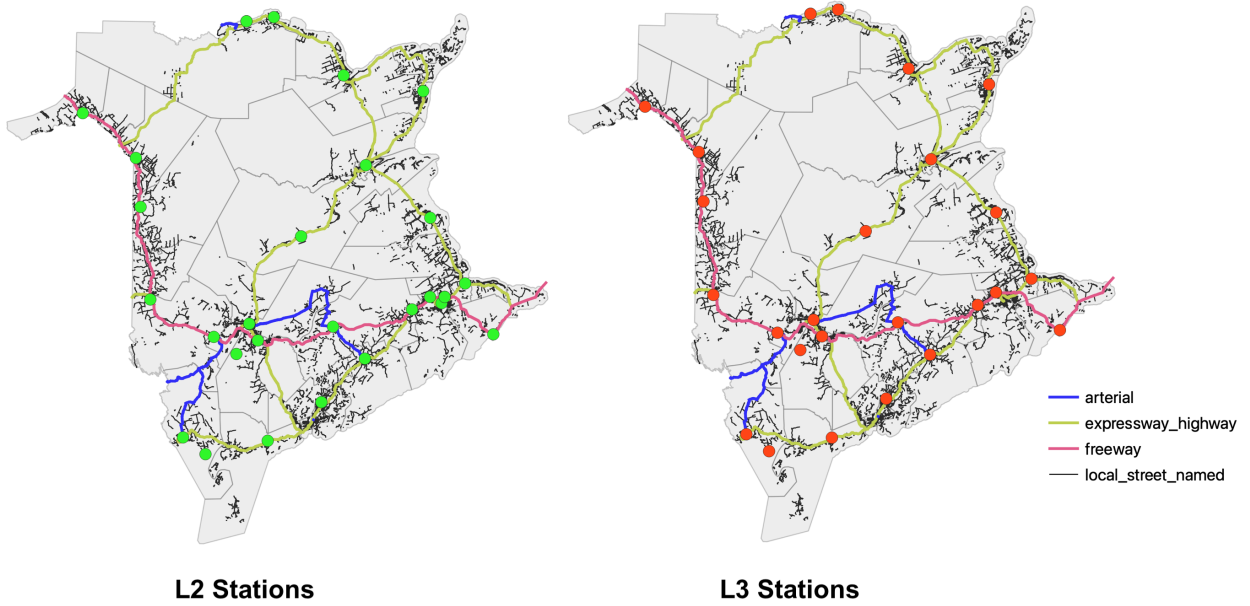 arterial
expressway_highway
freeway
local_street_named
L2 Stations
L3 Stations